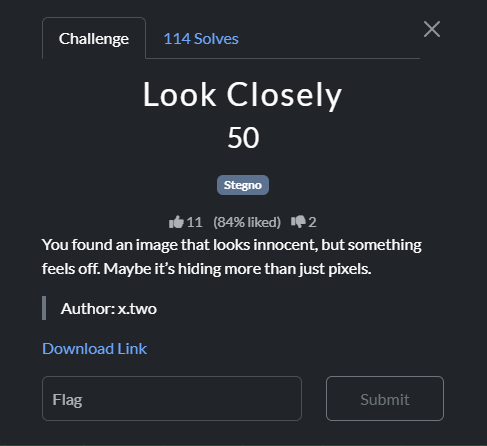 Challenge
114 Solves
Look Closely
50
Stegno
11 (84% liked) 2
You found an image that looks innocent, but something
feels off. Maybe it’s hiding more than just pixels.
Author: x.two
Download Link
Flag
Submit